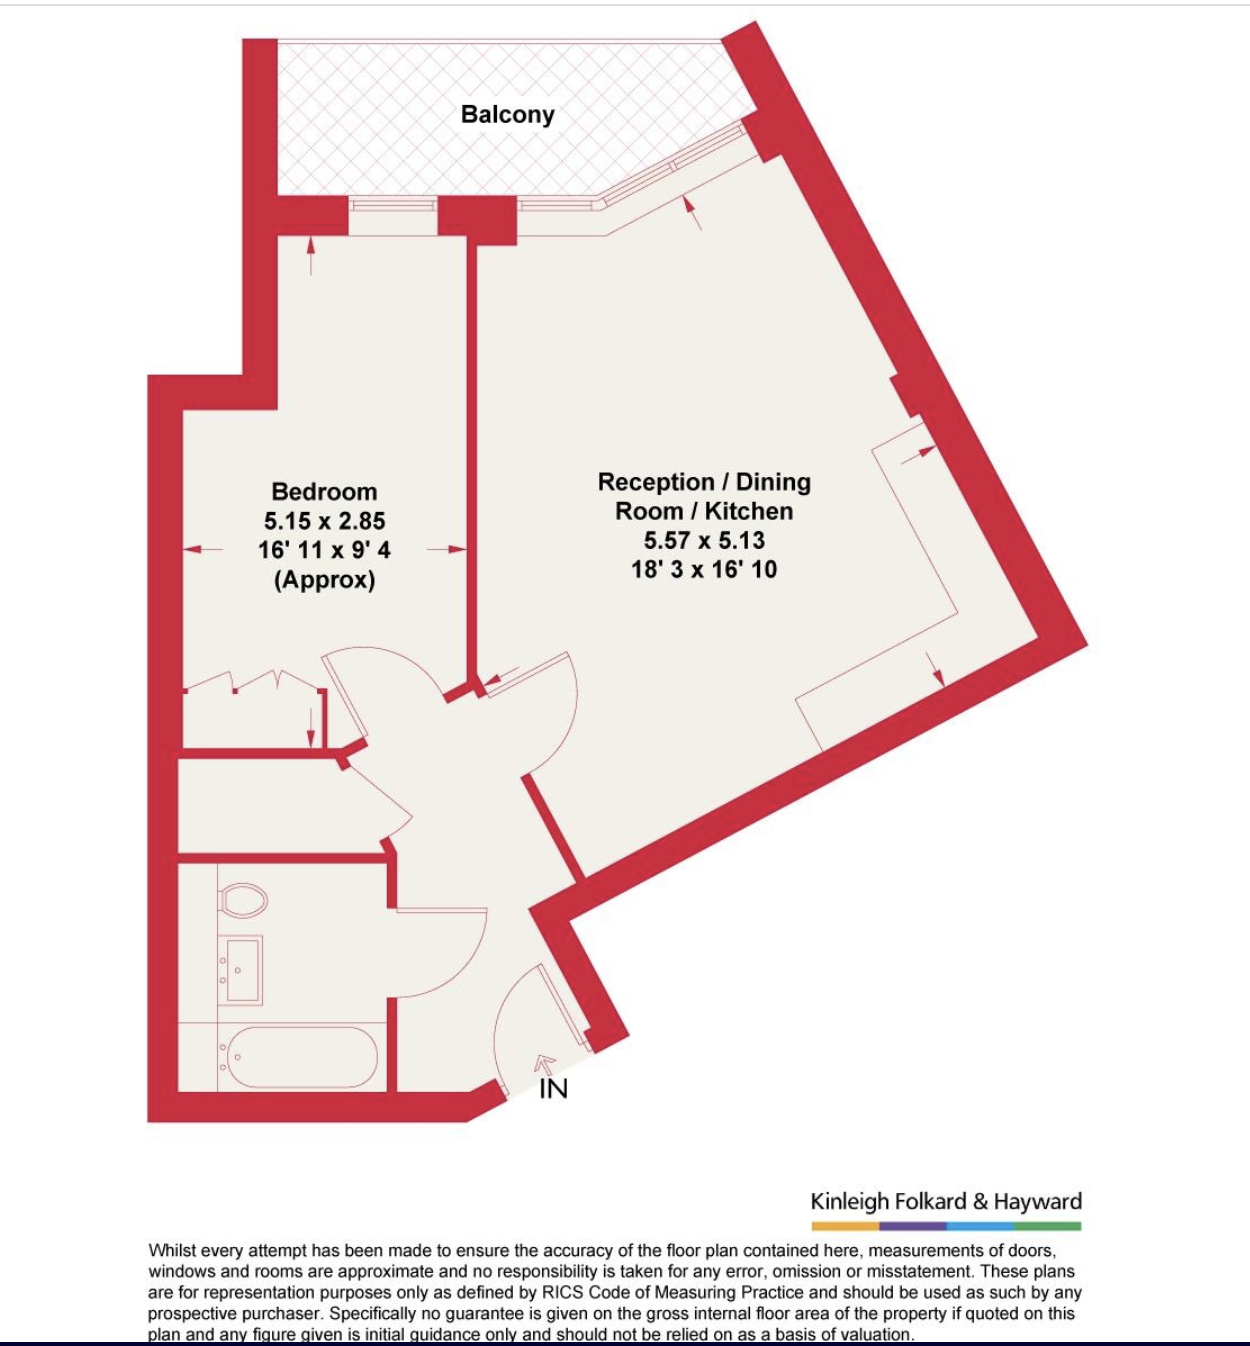 Balcony
Bedroom
5.15 x 2.85
16' 11 x 9' 4
(Approx)
Reception / Dining
Room / Kitchen
5.57 x 5.13
18' 3 x 16' 10
IN
Kinleigh Folkard & Hayward
Whilst every attempt has been made to ensure the accuracy of the floor plan contained here, measurements of doors,
windows and rooms are approximate and no responsibility is taken for any error, omission or misstatement. These plans
are for representation purposes only as defined by RICS Code of Measuring Practice and should be used as such by any
prospective purchaser. Specifically no guarantee is given on the gross internal floor area of the property if quoted on this
plan and any figure given is initial guidance only and should not be relied on as a basis of valuation.